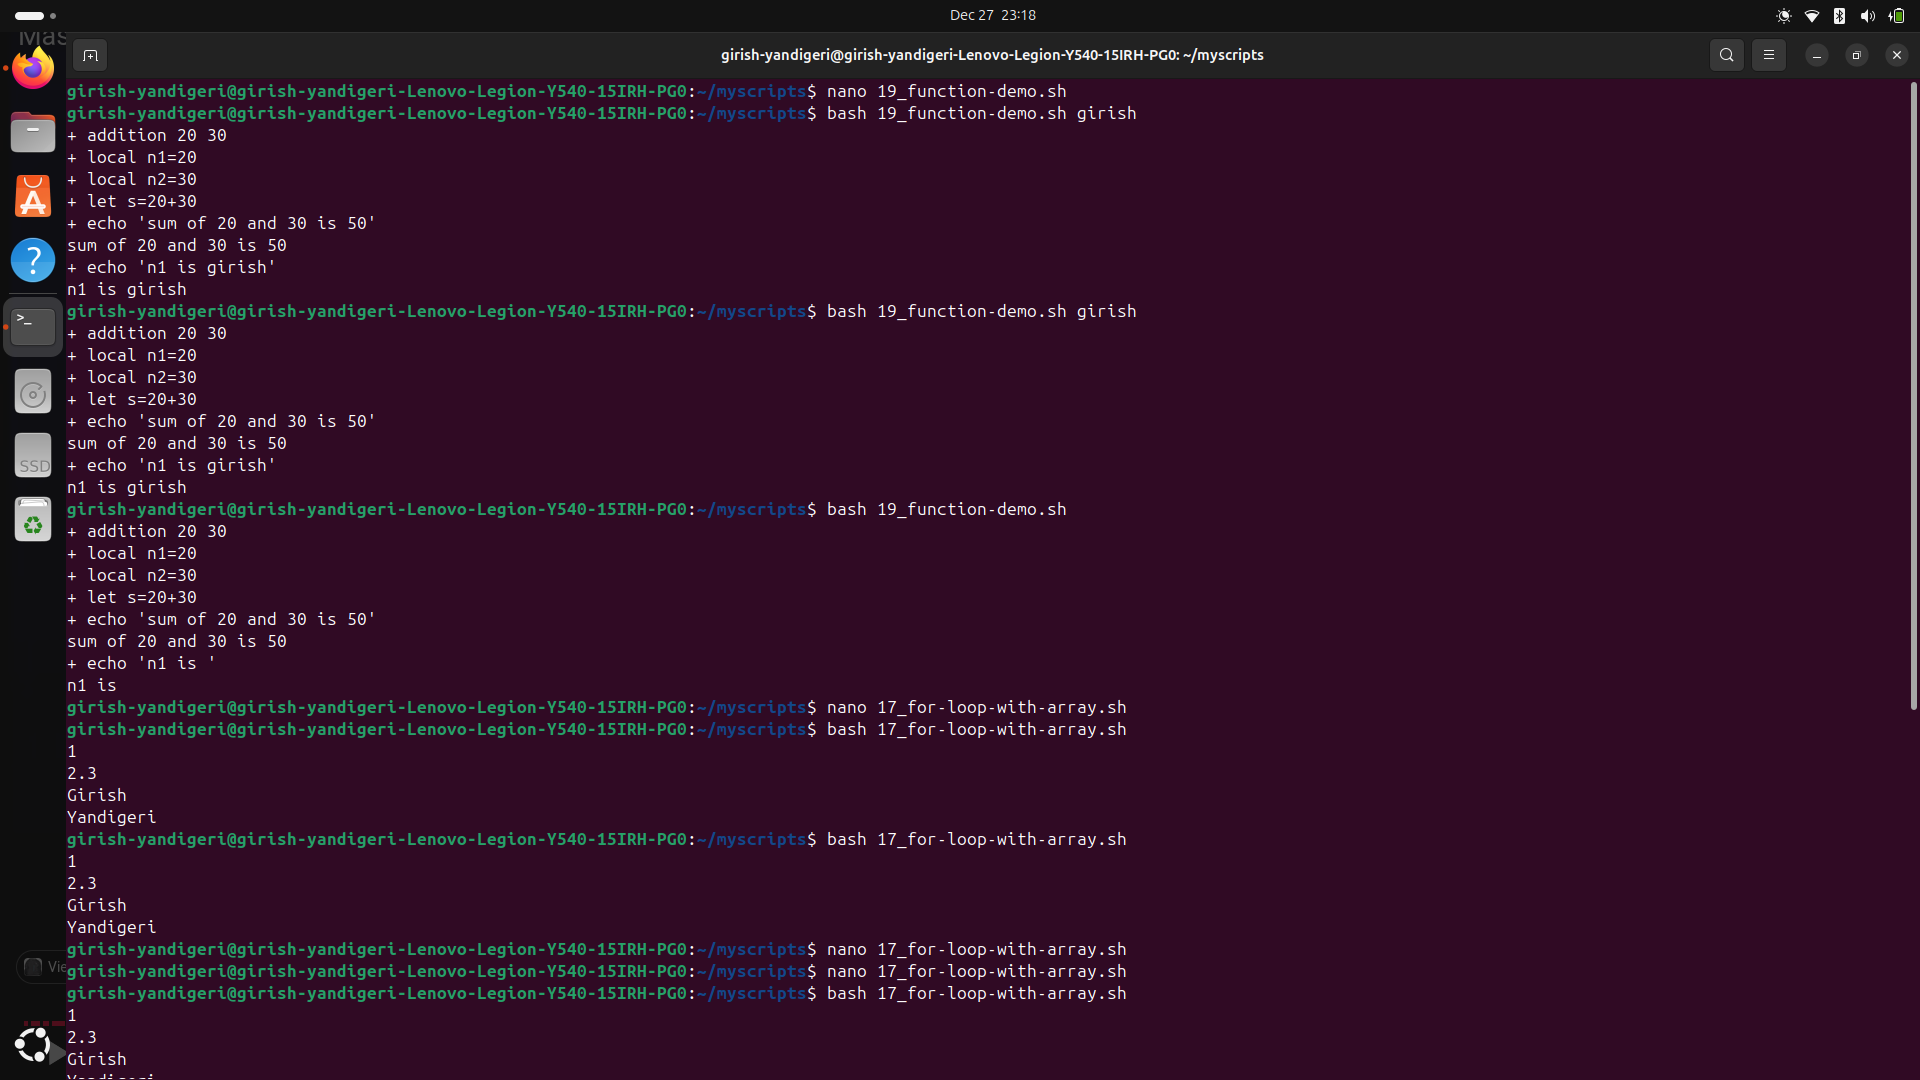 Dec 27 23:18
Mas
girish-yandigeri@girish-yandigeri-Lenovo-Legion-Y540-15IRH-PG0: ~/myscripts
girish-yandigeri@girish-yandigeri-Lenovo-Legion-Y540-15IRH-PG0:~/myscripts$ nano 19_function-demo.sh
girish-yandigeri@girish-yandigeri-Lenovo-Legion-Y540-15IRH-PG0:~/myscripts$ bash 19_function-demo.sh girish
+ addition 20 30
+ local n1=20
+ local n2=30
+ let s=20+30
+ echo 'sum of 20 and 30 is 50'
sum of 20 and 30 is 50
+ echo 'n1 is girish'
n1 is girish
girish-yandigeri@girish-yandigeri-Lenovo-Legion-Y540-15IRH-PG0:~/myscripts$ bash 19_function-demo.sh girish
+ addition 20 30
+ local n1=20
+ local n2=30
+ let s=20+30
+ echo 'sum of 20 and 30 is 50'
sum of 20 and 30 is 50
+ echo 'n1 is girish'
n1 is girish
girish-yandigeri@girish-yandigeri-Lenovo-Legion-Y540-15IRH-PG0:~/myscripts$ bash 19_function-demo.sh
+ addition 20 30
+ local n1=20
+ local n2=30
+ let s=20+30
+ echo 'sum of 20 and 30 is 50'
sum of 20 and 30 is 50
+ echo 'n1 is '
n1 is
girish-yandigeri@girish-yandigeri-Lenovo-Legion-Y540-15IRH-PG0:~/myscripts$ nano 17_for-loop-with-array.sh
girish-yandigeri@girish-yandigeri-Lenovo-Legion-Y540-15IRH-PG0:~/myscripts$ bash 17_for-loop-with-array.sh
1
2.3
Girish
Yandigeri
girish-yandigeri@girish-yandigeri-Lenovo-Legion-Y540-15IRH-PG0:~/myscripts$ bash 17_for-loop-with-array.sh
1
2.3
Girish
Yandigeri
girish-yandigeri@girish-yandigeri-Lenovo-Legion-Y540-15IRH-PG0:~/myscripts$ nano 17_for-loop-with-array.sh
girish-yandigeri@girish-yandigeri-Lenovo-Legion-Y540-15IRH-PG0:~/myscripts$ nano 17_for-loop-with-array.sh
girish-yandigeri@girish-yandigeri-Lenovo-Legion-Y540-15IRH-PG0:~/myscripts$ bash 17_for-loop-with-array.sh
1
2.3
Girish
SSD
Vie